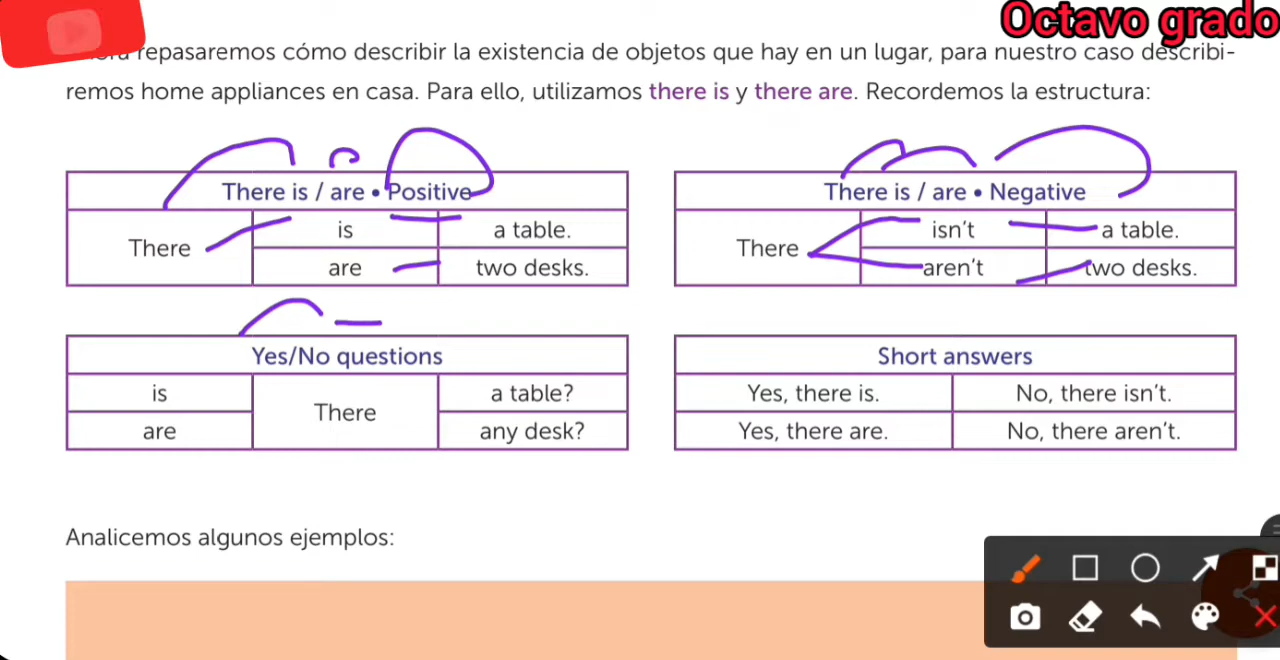 Octavo grado
repasaremos cómo describir la existencia de objetos que hay en un lugar, para nuestro caso describi-
remos home appliances en casa. Para ello, utilizamos there is y there are. Recordemos la estructura:
There is / are • Positive
There
is
a table.
are
two desks.
There is / are • Negative
There
isn't
a table.
aren't
two desks.
Yes/No questions
is
There
a table?
are
any desk?
Short answers
Yes, there is.
No, there isn't.
Yes, there are.
No, there aren't.
Analicemos algunos ejemplos: